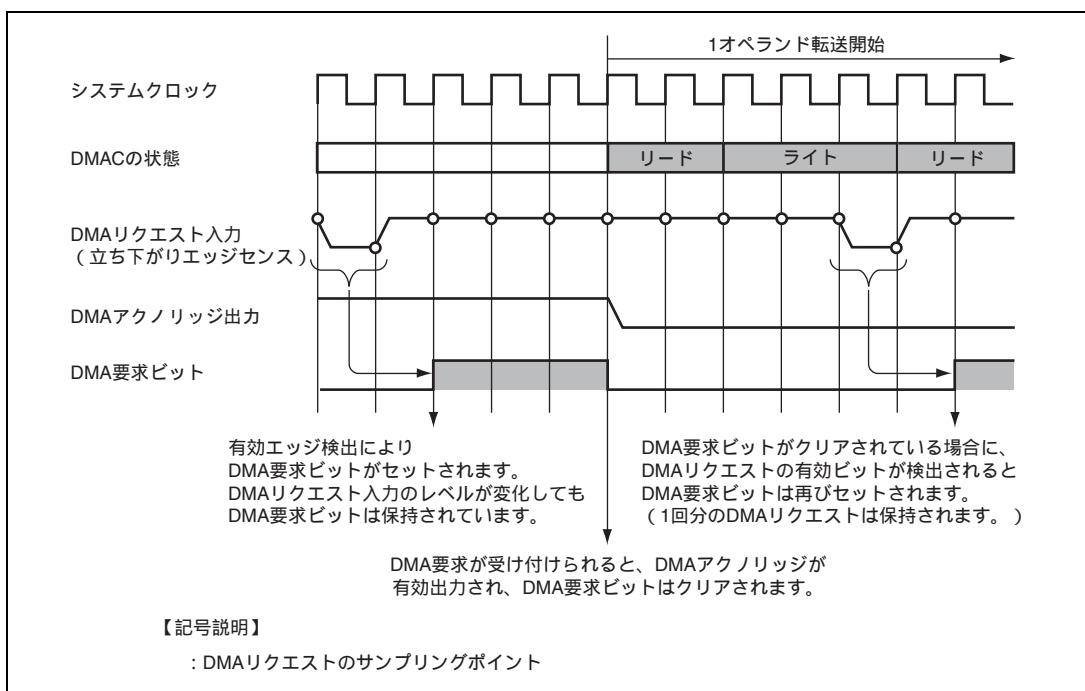 1オペランド転送開始
システムクロック
DMACの状態
リード
ライト
リード
DMAリクエスト入力
（立ち下がりエッジセンス）
DMAアクノリッジ出力
DMA要求ビット
有効エッジ検出により
DMA要求ビットがセットされます。
DMAリクエスト入力のレベルが変化しても
DMA要求ビットは保持されています。
DMA要求ビットがクリアされている場合に、
DMAリクエストの有効ビットが検出されると
DMA要求ビットは再びセットされます。
（1回分のDMAリクエストは保持されます。）
DMA要求が受け付けられると、DMAアクノリッジが
有効出力され、DMA要求ビットはクリアされます。
【記号説明】
：DMAリクエストのサンプリングポイント